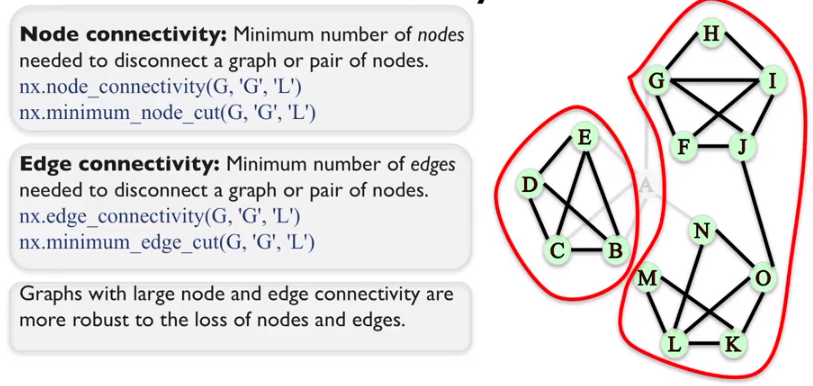 Node connectivity: Minimum number of nodes
needed to disconnect a graph or pair of nodes.
nx.node_connectivity(G, 'G', 'L')
nx.minimum_node_cut(G, 'G', 'L')
Edge connectivity: Minimum number of edges
needed to disconnect a graph or pair of nodes.
nx.edge_connectivity(G, 'G', 'L')
nx.minimum_edge_cut(G, 'G', 'L')
Graphs with large node and edge connectivity are
more robust to the loss of nodes and edges.
H
G
I
E
F
J
D
A
N
C
B
M
O
L
K